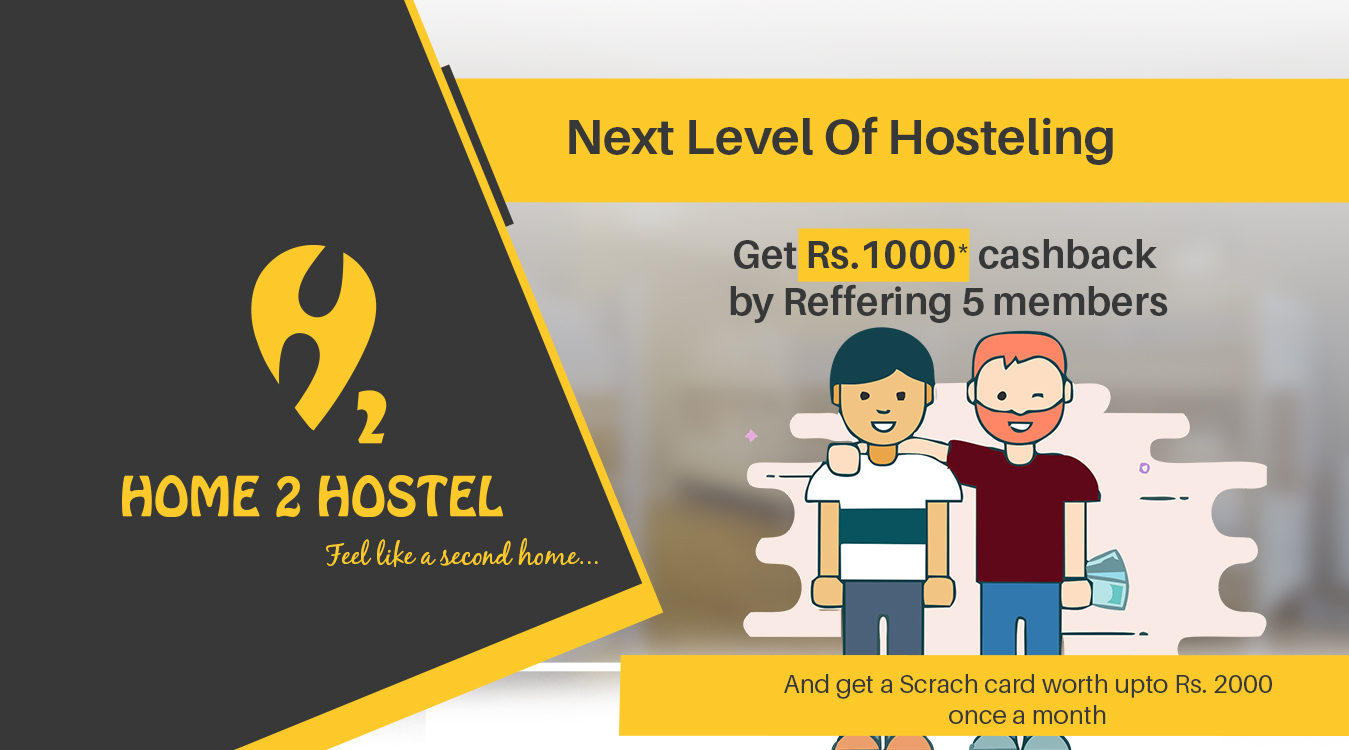 Next Level Of Hosteling
Get Rs.1000* cashback
by Reffering 5 members
2
HOME 2 HOSTEL
Feel like a second home...
And get a Scrach card worth upto Rs. 2000
once a month